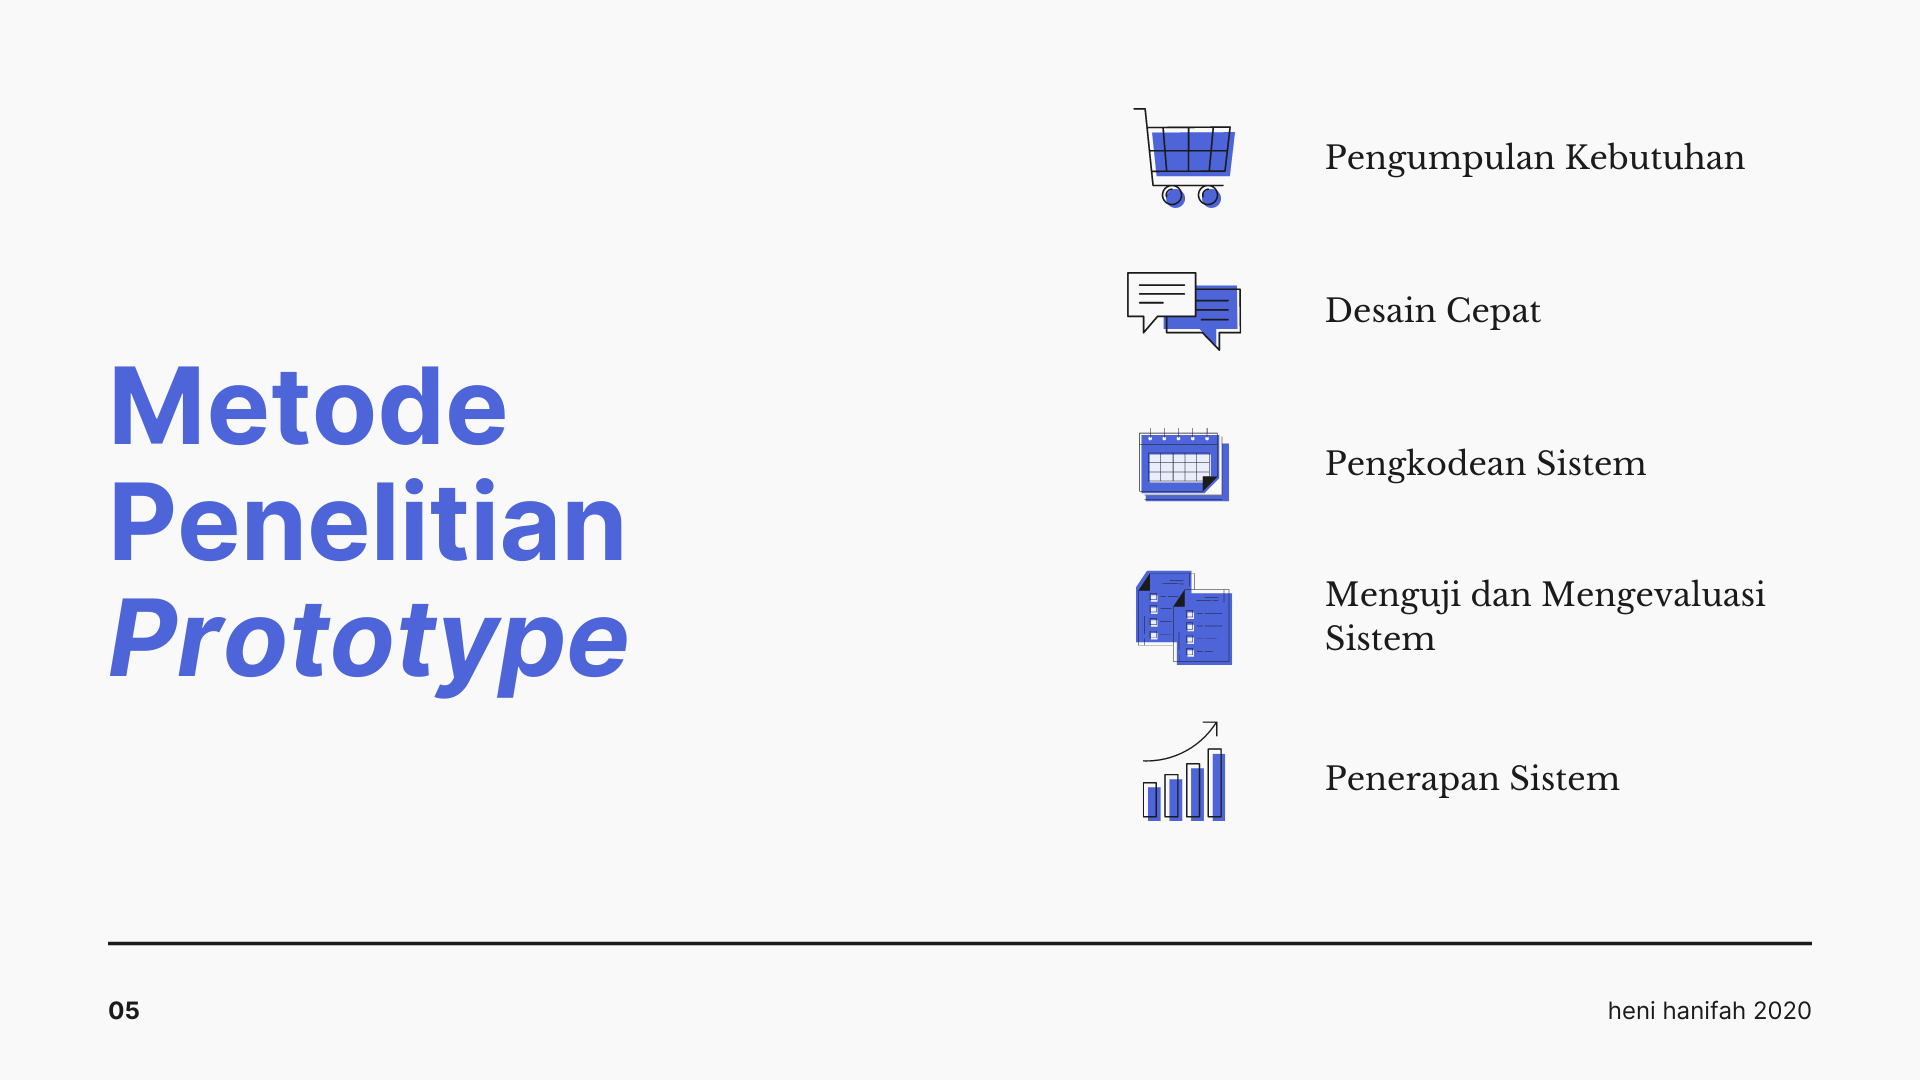 Metode
Penelitian
Prototype
Pengumpulan Kebutuhan
Desain Cepat
Pengkodean Sistem
Menguji dan Mengevaluasi
Sistem
Penerapan Sistem
05
heni hanifah 2020